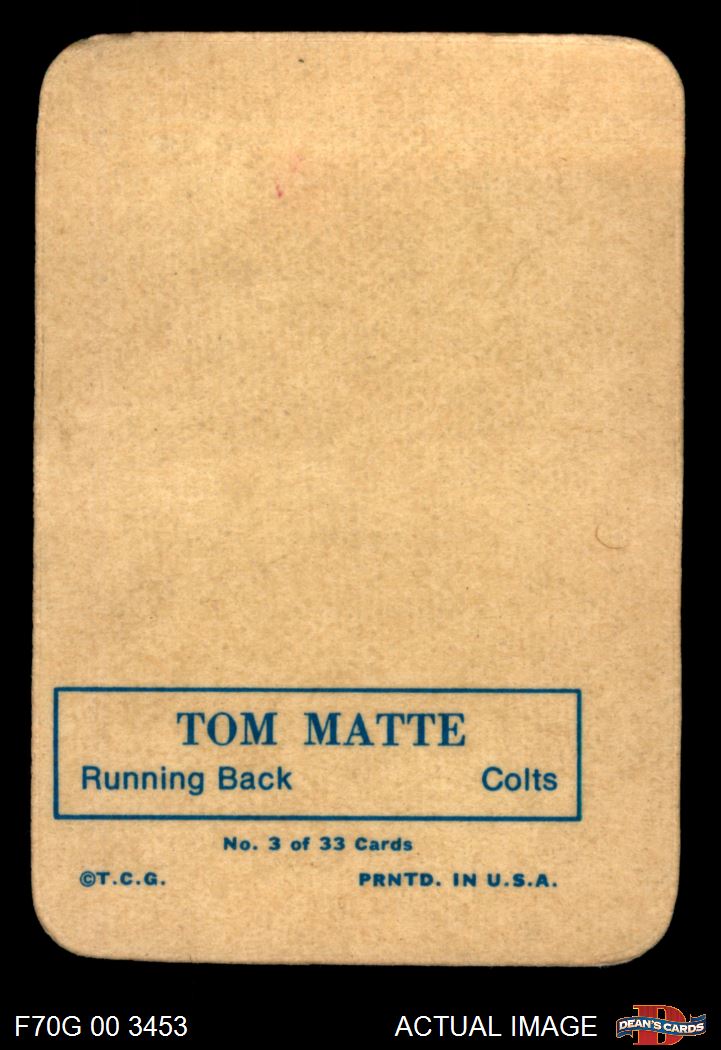 TOM MATTE
Running Back Colts
No. 3 of 33 Cards
©T.C.G. PRNTD. IN U.S.A.
F70G 00 3453 ACTUAL IMAGE
D
DEAN'S CARDS